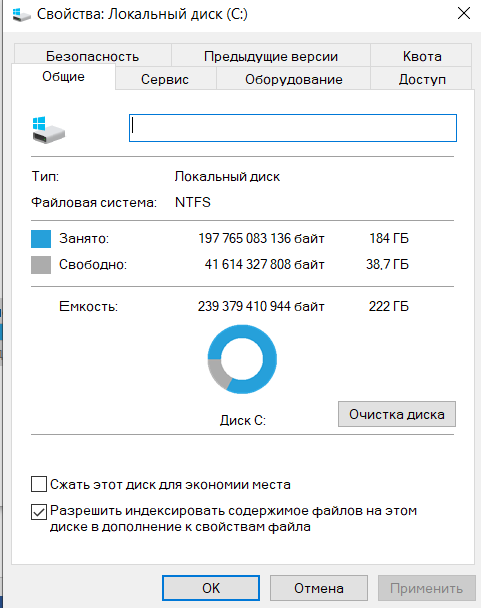 Свойства: Локальный диск (C:)
Безопасность Предыдущие версии Квота
Общие Сервис Оборудование Доступ
Тип: Локальный диск
Файловая система: NTFS
Занято: 197 765 083 136 байт 184 ГБ
Свободно: 41 614 327 808 байт 38,7 ГБ
Емкость: 239 379 410 944 байт 222 ГБ
Диск C:
Очистка диска
Сжать этот диск для экономии места
Разрешить индексировать содержимое файлов на этом
диске в дополнение к свойствам файла
OK Отмена Применить